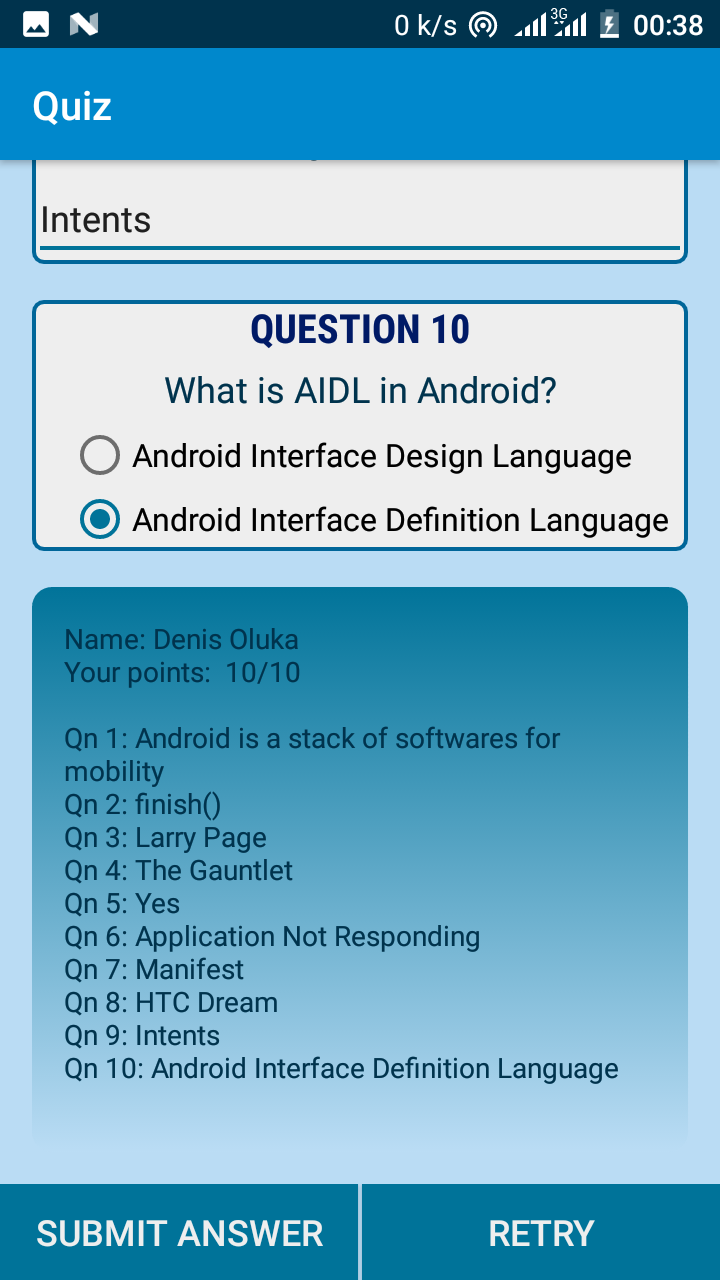 0 k/s 3G 00:38
Quiz
Intents
QUESTION 10
What is AIDL in Android?
Android Interface Design Language
Android Interface Definition Language
Name: Denis Oluka
Your points:  10/10
Qn 1: Android is a stack of softwares for
mobility
Qn 2: finish()
Qn 3: Larry Page
Qn 4: The Gauntlet
Qn 5: Yes
Qn 6: Application Not Responding
Qn 7: Manifest
Qn 8: HTC Dream
Qn 9: Intents
Qn 10: Android Interface Definition Language
SUBMIT ANSWER
RETRY